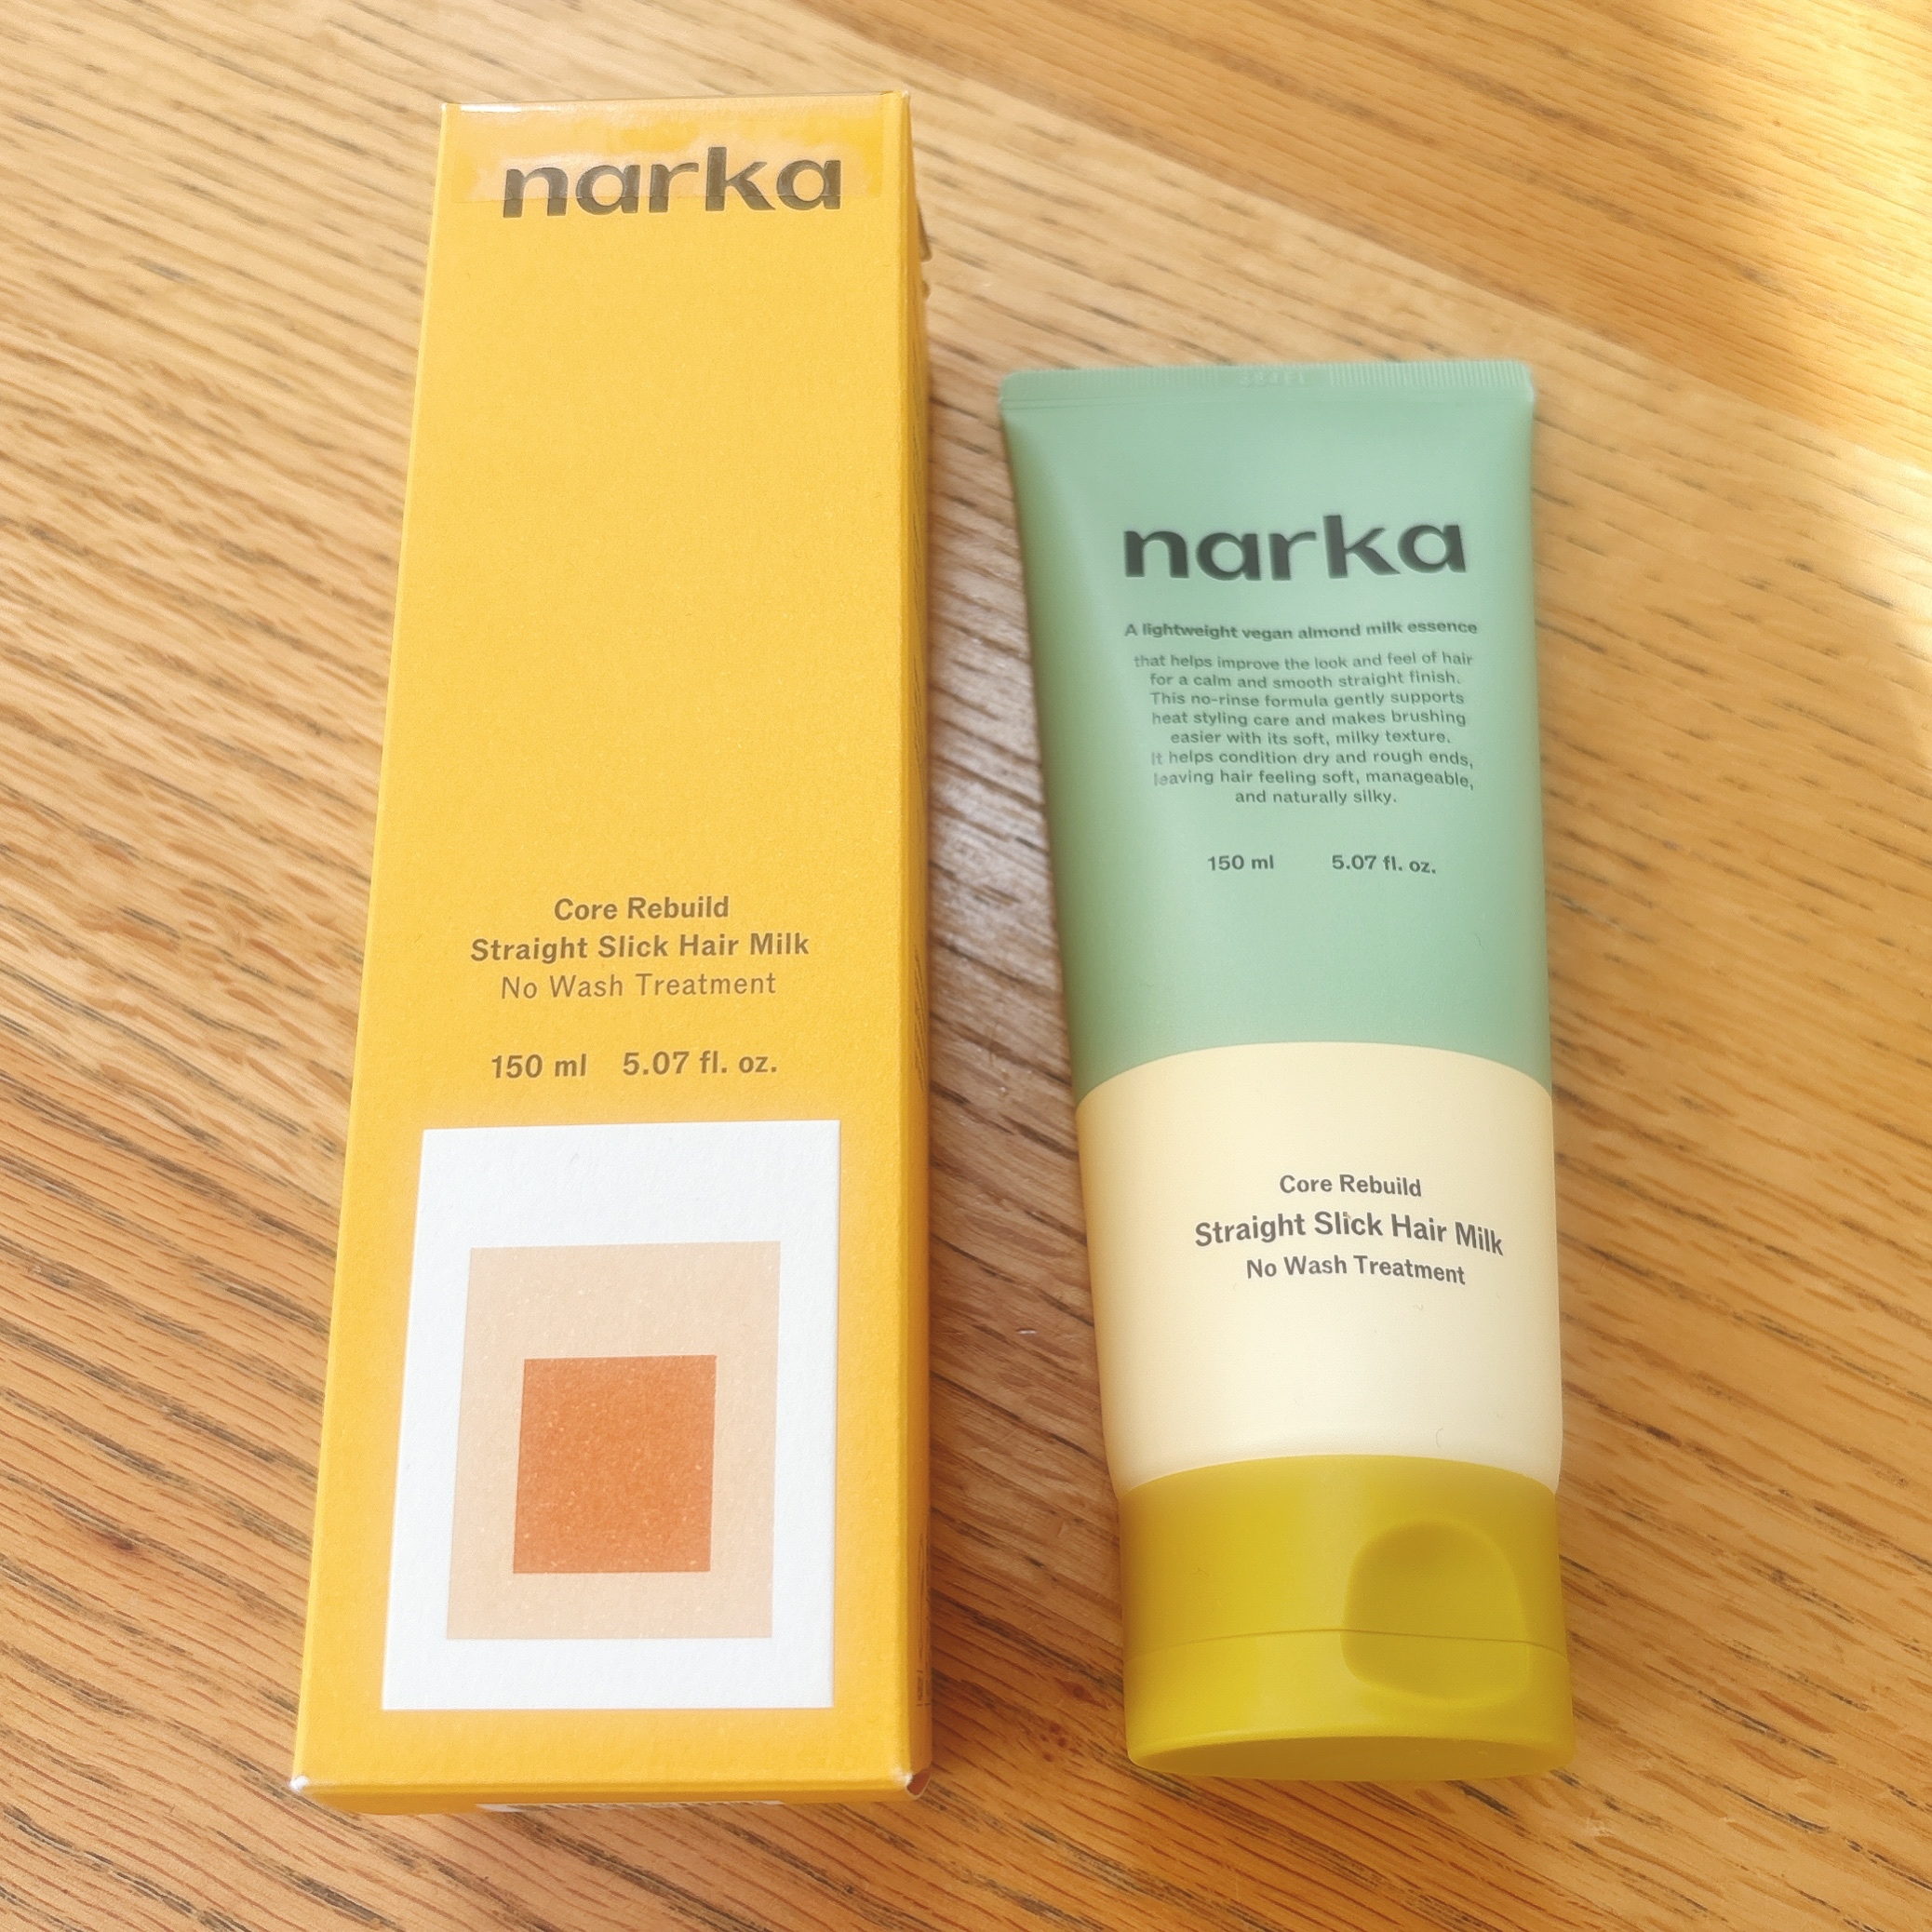 narka
Core Rebuild
Straight Slick Hair Milk
No Wash Treatment
150 ml 5.07 fl. oz.
narka
A lightweight vegan almond milk essence
that helps improve the look and feel of hair
for a calm and smooth straight finish.
This no-rinse formula gently supports
heat styling care and makes brushing
easier with its soft, milky texture.
It helps condition dry and rough ends,
leaving hair feeling soft, manageable,
and naturally silky.
150 ml 5.07 fl. oz.
Core Rebuild
Straight Slick Hair Milk
No Wash Treatment